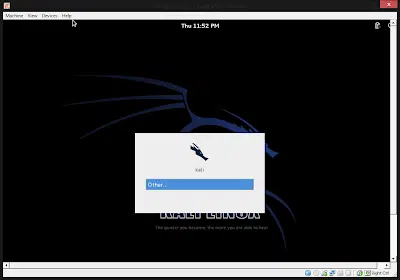 Machine View Devices Help
Thu 11:52 PM
kali
Other...
KALI LINUX
The quieter you become, the more you are able to hear
Right Ctrl